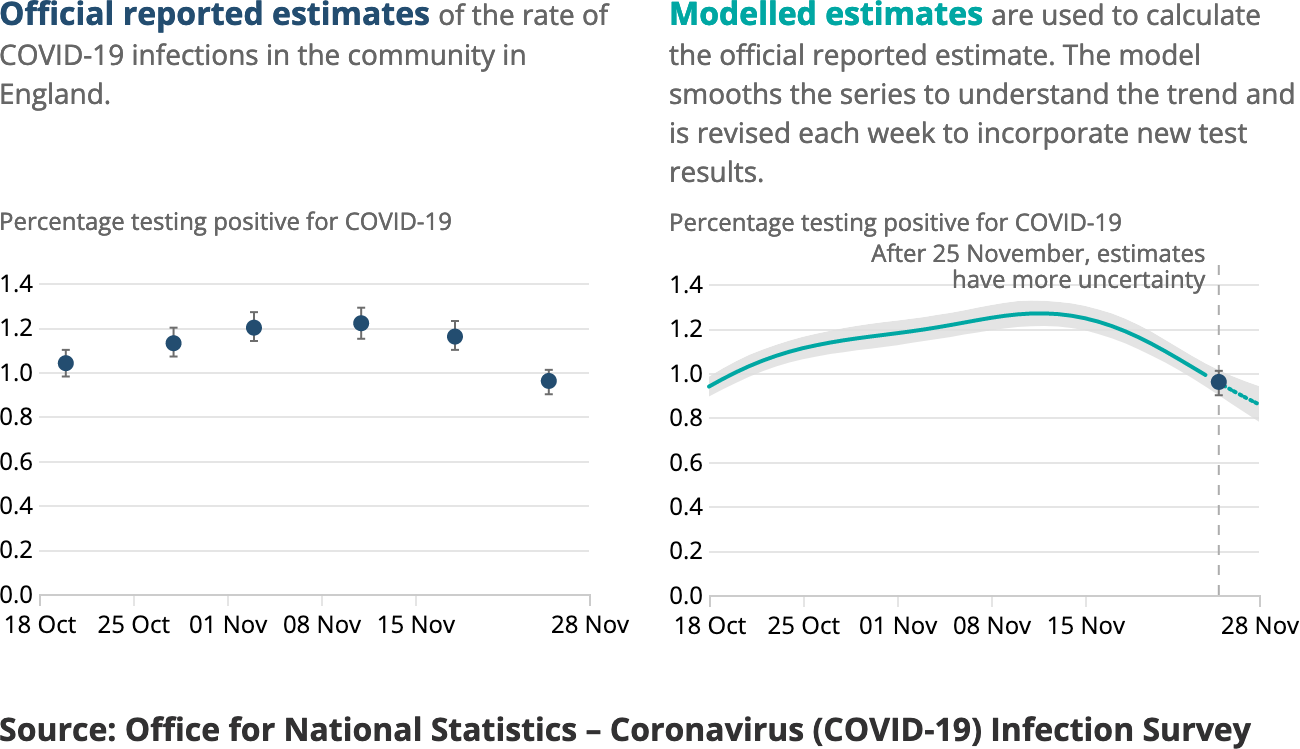 Official reported estimates of the rate of
COVID-19 infections in the community in
England.
Percentage testing positive for COVID-19
1.4
1.2
1.0
0.8
0.6
0.4
0.2
0.0
18 Oct 25 Oct 01 Nov 08 Nov 15 Nov 28 Nov
Modelled estimates are used to calculate
the official reported estimate. The model
smooths the series to understand the trend and
is revised each week to incorporate new test
results.
Percentage testing positive for COVID-19
After 25 November, estimates
have more uncertainty
1.4
1.2
1.0
0.8
0.6
0.4
0.2
0.0
18 Oct 25 Oct 01 Nov 08 Nov 15 Nov 28 Nov
Source: Office for National Statistics – Coronavirus (COVID-19) Infection Survey